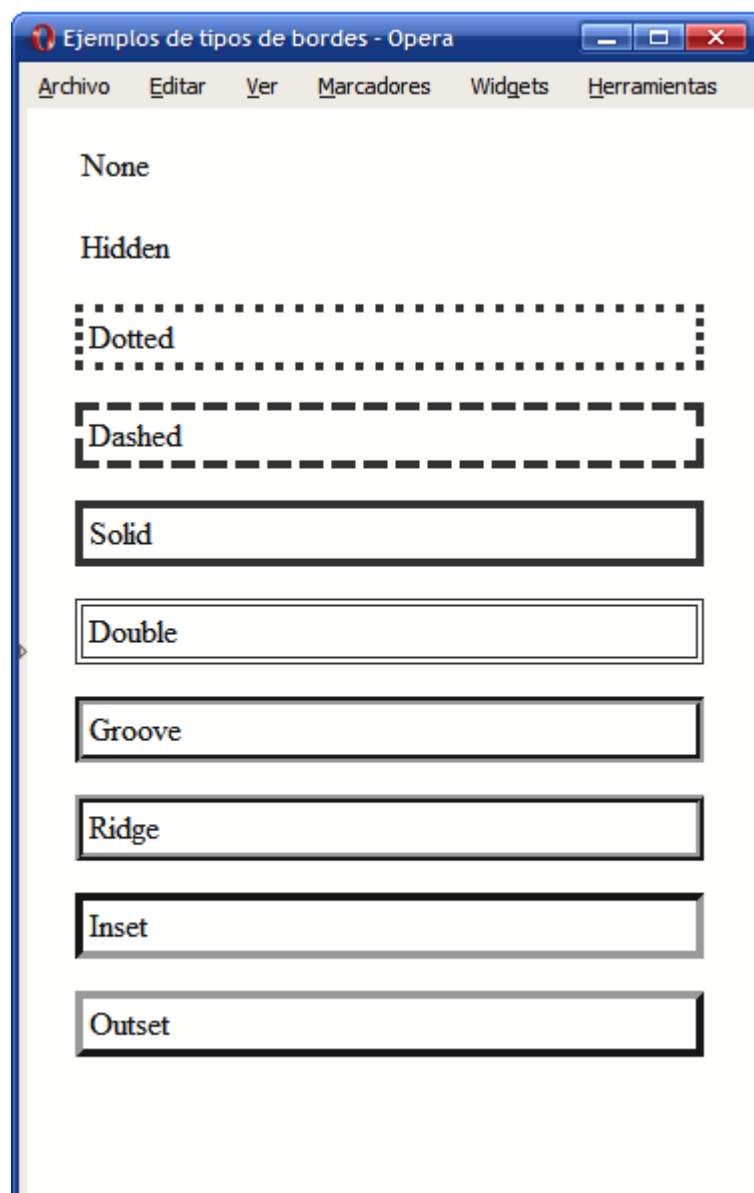 Ejemplos de tipos de bordes - Opera
Archivo Editar Ver Marcadores Widgets Herramientas
None
Hidden
Dotted
Dashed
Solid
Double
Groove
Ridge
Inset
Outset